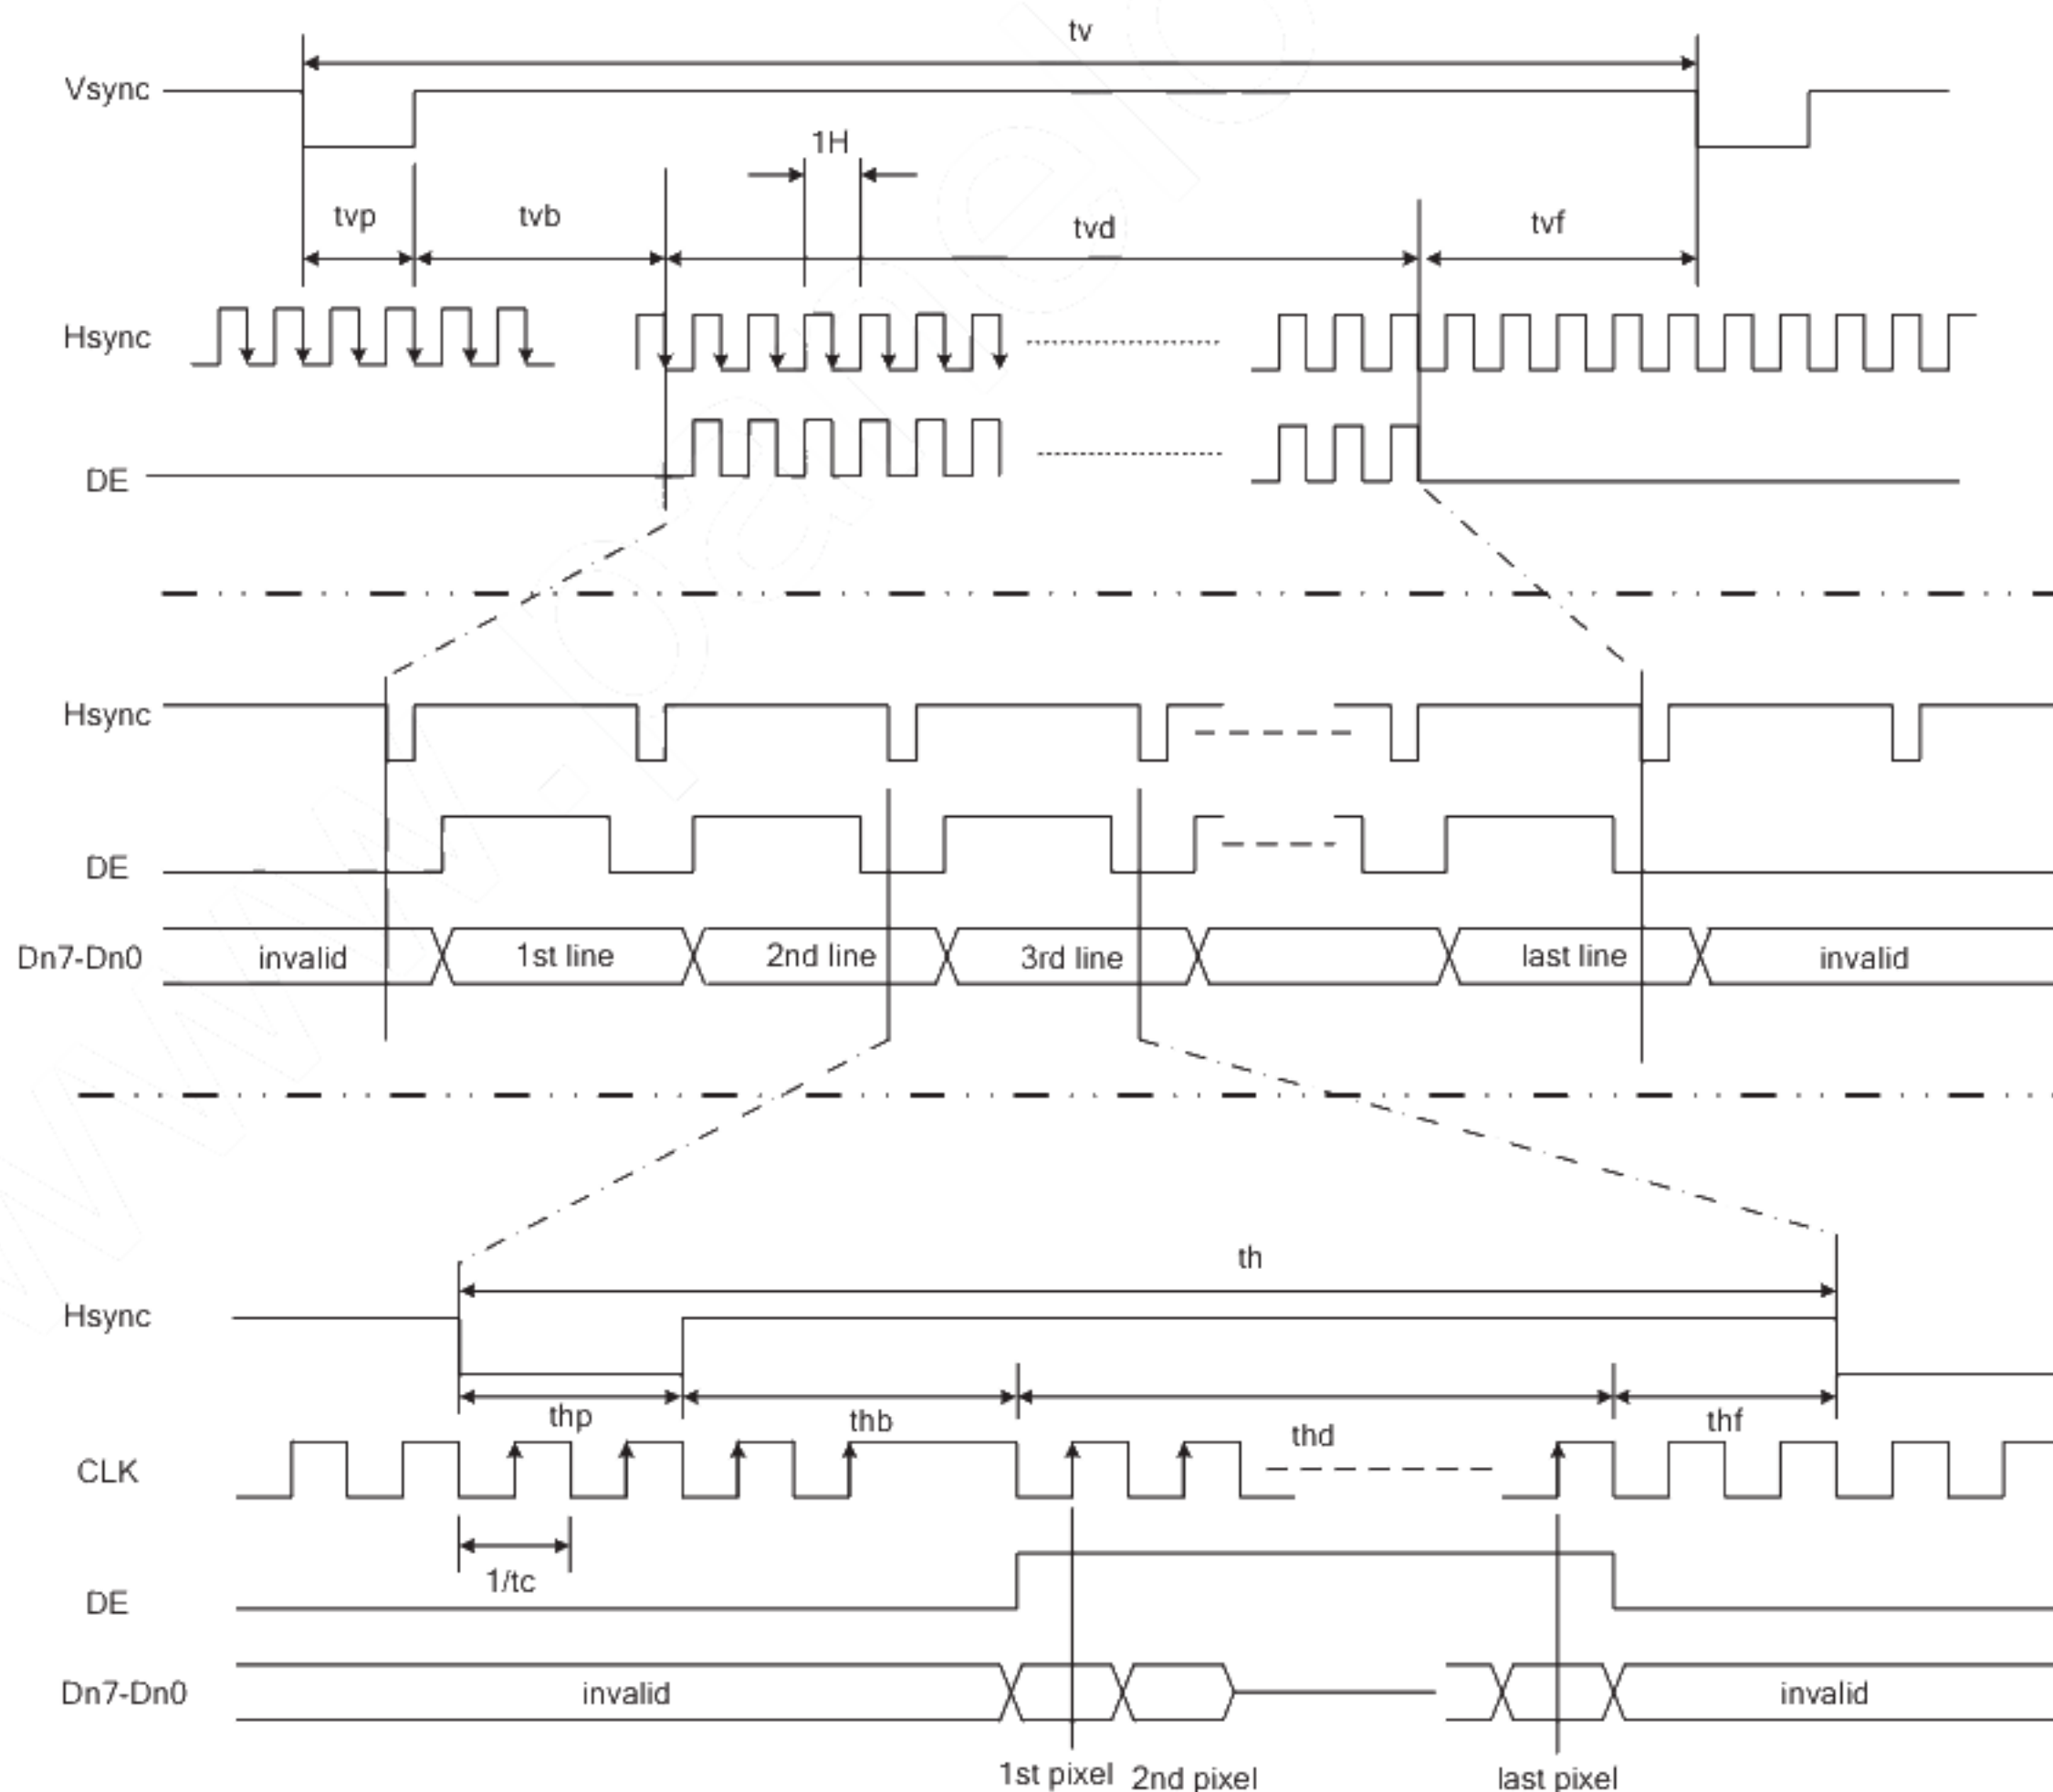 tv
Vsync
1H
tvp tvb tvd tvf
Hsync
DE
Hsync
DE
Dn7-Dn0 invalid 1st line 2nd line 3rd line last line invalid
th
Hsync
thp thb thd thf
CLK
1/tc
DE
Dn7-Dn0 invalid invalid
1st pixel 2nd pixel last pixel